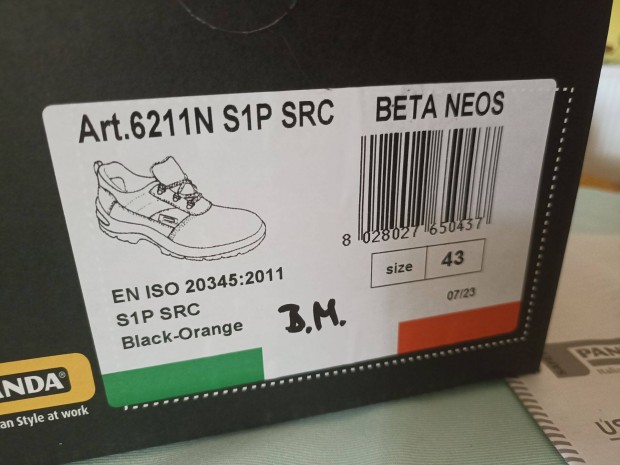 Art.6211N S1P SRC
BETA NEOS
8 028027 650437
size 43
07/23
EN ISO 20345:2011
S1P SRC
Black-Orange
B.M.
ANDA®
an Style at work
PAN